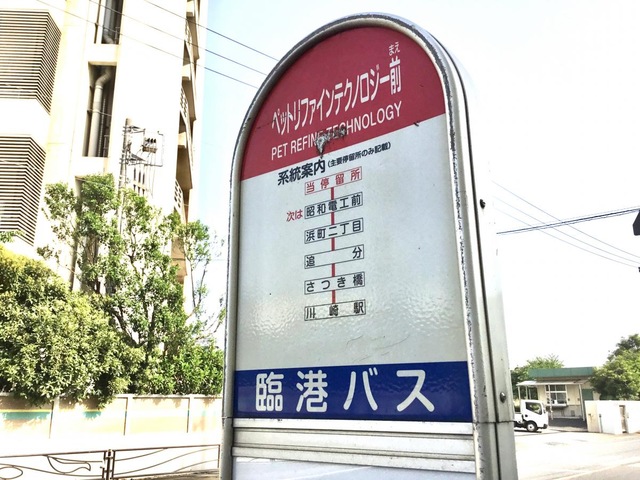 まえ
ペットリファインテクノロジー前
PET REFINE TECHNOLOGY
系統案内(主要停留所のみ記載)
当停留所
次は 昭和電工前
浜町二丁目
追分
さつき橋
川崎駅
臨港バス